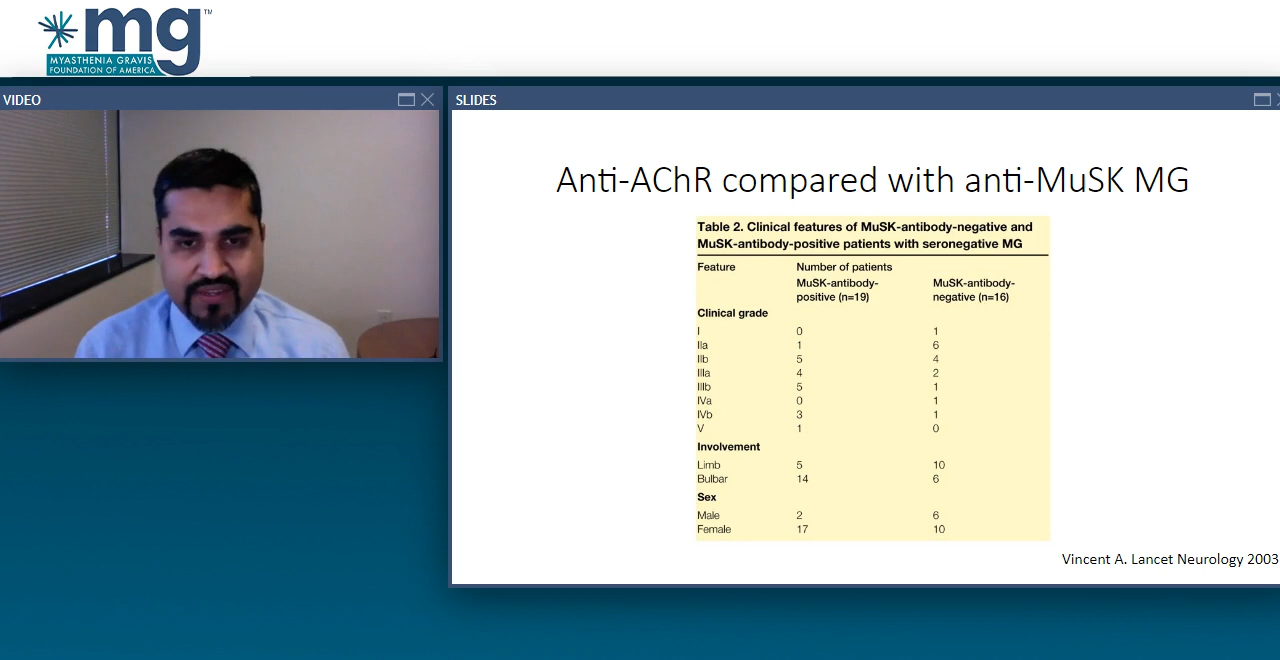 mg™
MYASTHENIA GRAVIS
FOUNDATION OF AMERICA
VIDEO
SLIDES
Anti-AChR compared with anti-MuSK MG
Table 2. Clinical features of MuSK-antibody-negative and
MuSK-antibody-positive patients with seronegative MG
Feature Number of patients
MuSK-antibody- MuSK-antibody-
positive (n=19) negative (n=16)
Clinical grade
I 0 1
IIa 1 6
IIb 5 4
IIIa 4 2
IIIb 5 1
IVa 0 1
IVb 3 1
V 1 0
Involvement
Limb 5 10
Bulbar 14 6
Sex
Male 2 6
Female 17 10
Vincent A. Lancet Neurology 2003